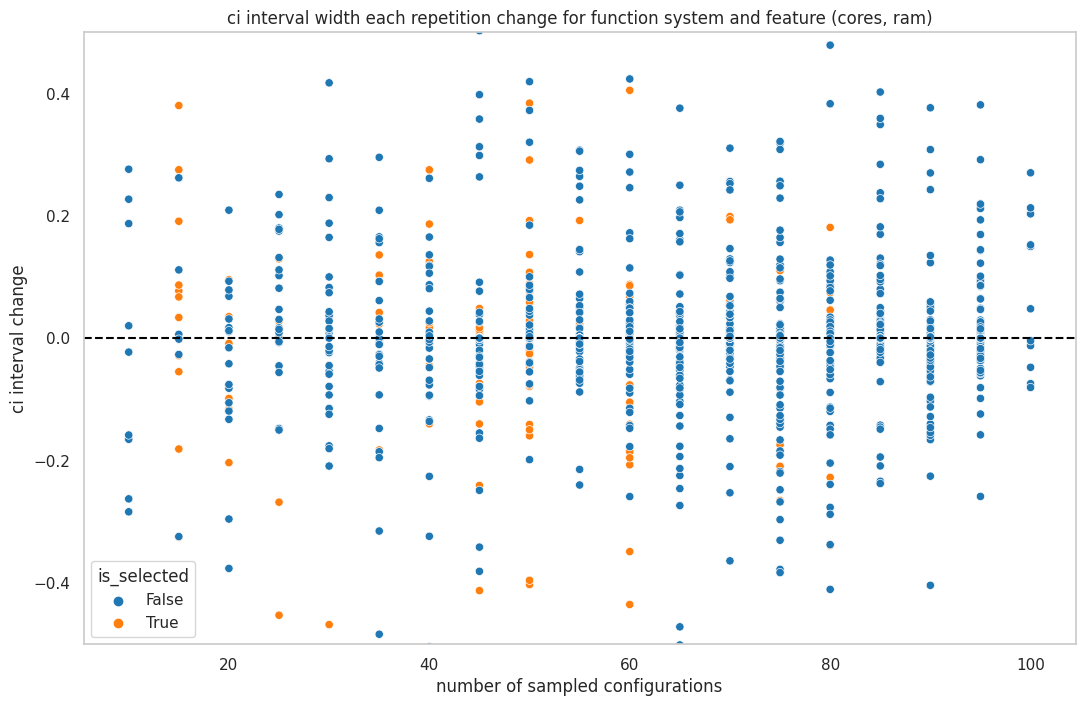 ci interval width each repetition change for function system and feature (cores, ram)
ci interval change
0.4
0.2
0.0
−0.2
−0.4
is_selected
False
True
20
40
60
80
100
number of sampled configurations